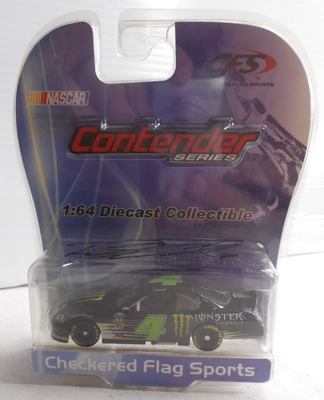 NASCAR
CFS
Contender
SERIES
1:64 Diecast Collectible
4
MONSTER
Checkered Flag Sports